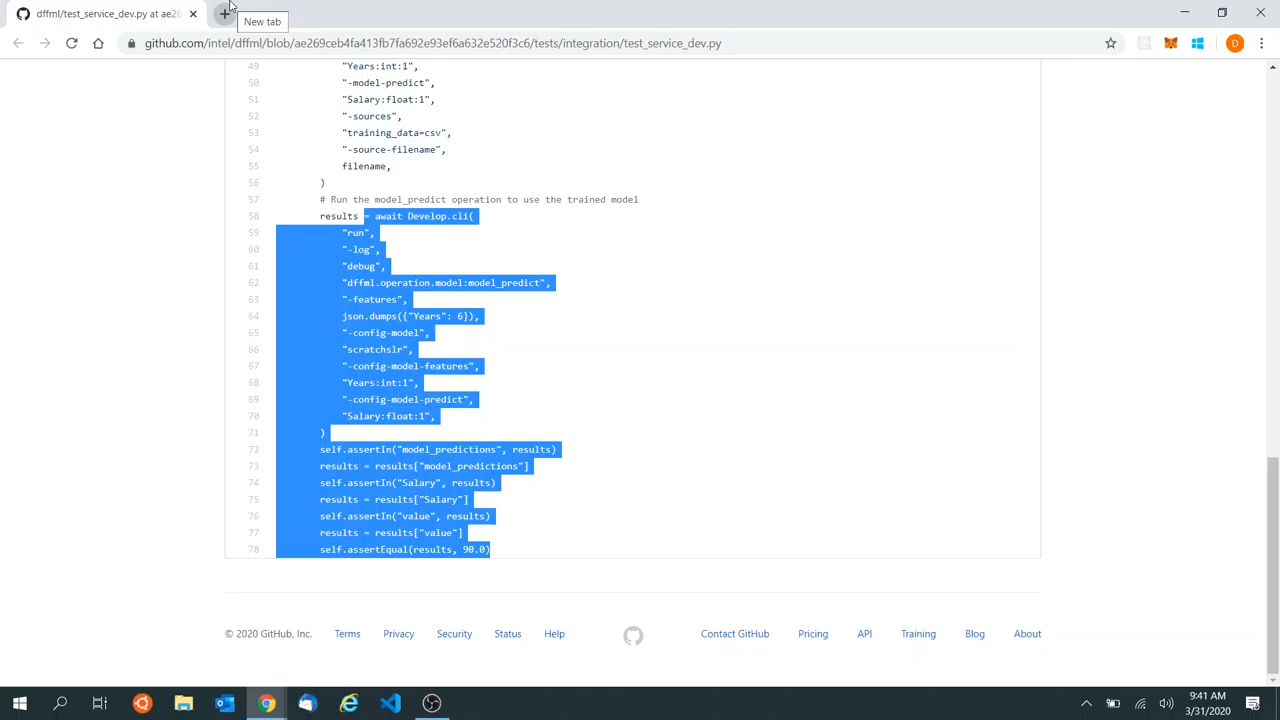 dffml/test_service_dev.py at ae26
New tab
github.com/intel/dffml/blob/ae269ceb4fa413fb7fa692e93ef6a632e520f3c6/tests/integration/test_service_dev.py
D
49 "Years:int:1",
50 "-model-predict",
51 "Salary:float:1",
52 "-sources",
53 "training_data=csv",
54 "-source-filename",
55 filename,
56 )
57 # Run the model_predict operation to use the trained model
58 results = await Develop.cli(
59 "run",
60 "-log",
61 "debug",
62 "dffml.operation.model:model_predict",
63 "-features",
64 json.dumps({"Years": 6}),
65 "-config-model",
66 "scratchslr",
67 "-config-model-features",
68 "Years:int:1",
69 "-config-model-predict",
70 "Salary:float:1",
71 )
72 self.assertIn("model_predictions", results)
73 results = results["model_predictions"]
74 self.assertIn("Salary", results)
75 results = results["Salary"]
76 self.assertIn("value", results)
77 results = results["value"]
78 self.assertEqual(results, 90.0)
© 2020 GitHub, Inc. Terms Privacy Security Status Help Contact GitHub Pricing API Training Blog About
9:41 AM
3/31/2020